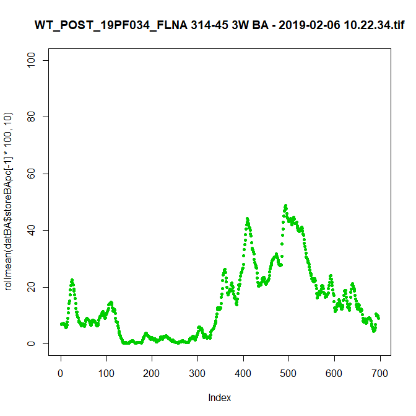 WT_POST_19PF034_FLNA 314-45 3W BA - 2019-02-06 10.22.34.tif
rollmean(datBA$storeBApc[-1] * 100, 10)
100
80
60
40
20
0
0 100 200 300 400 500 600 700
Index